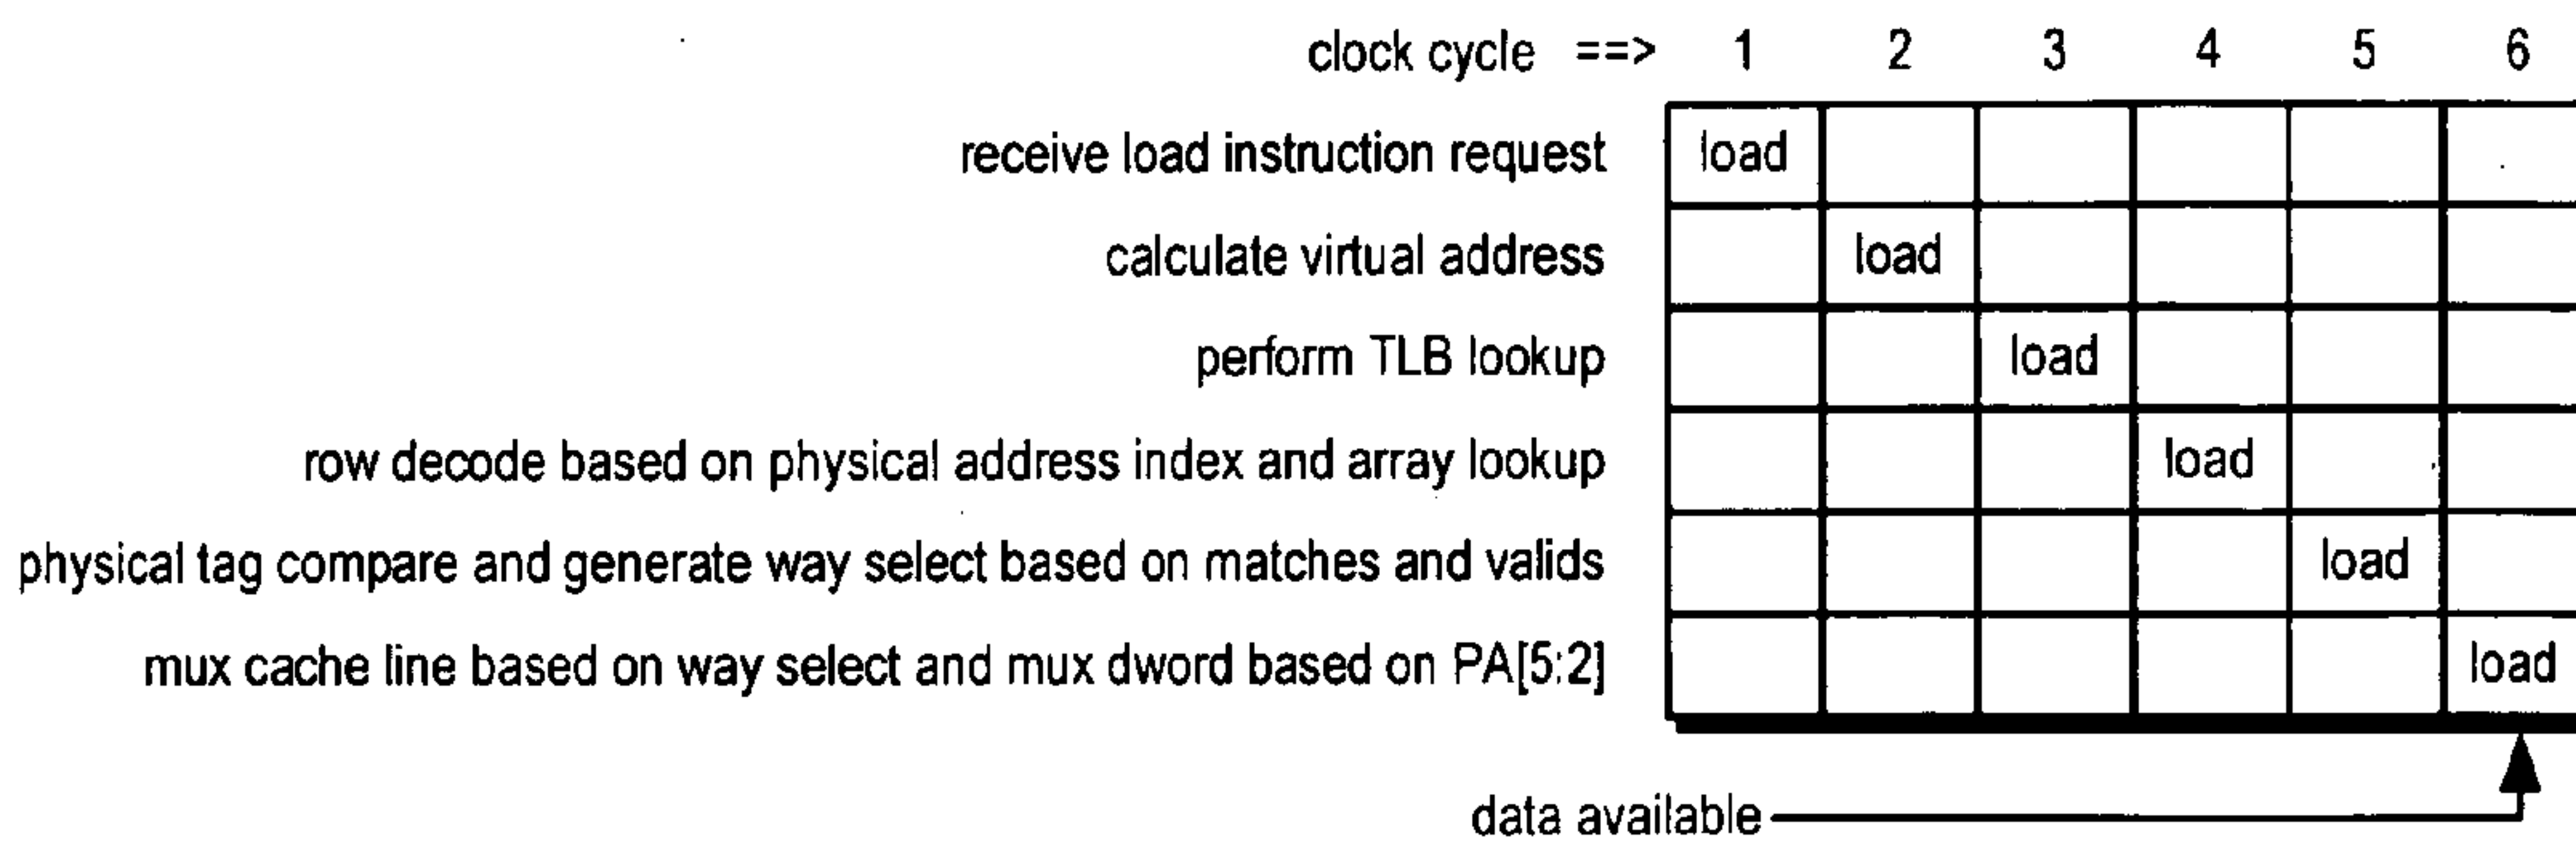 clock cycle ==> 1 2 3 4 5 6
receive load instruction request load
calculate virtual address load
perform TLB lookup load
row decode based on physical address index and array lookup load
physical tag compare and generate way select based on matches and valids load
mux cache line based on way select and mux dword based on PA[5:2] load
data available